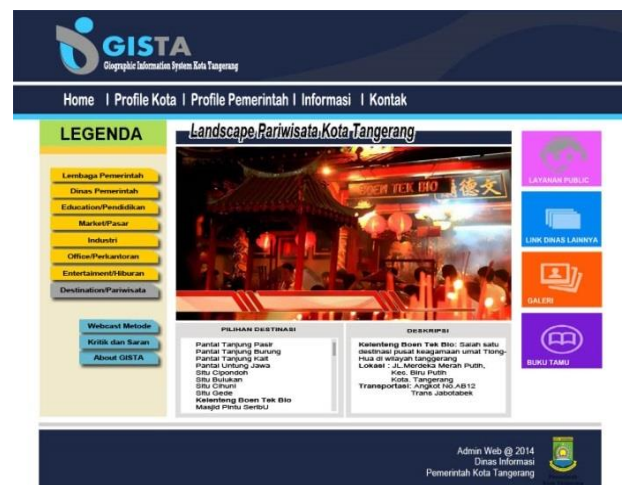 GISTA
Giographic Information System Kota Tangerang
Home I Profile Kota I Profile Pemerintah I Informasi I Kontak
LEGENDA
Lembaga Pemerintah
Dinas Pemerintah
Education/Pendidikan
Market/Pasar
Industri
Office/Perkantoran
Entertaiment/Hiburan
Destination/Pariwisata
Webcast Metode
Kritik dan Saran
About GISTA
Landscape Pariwisata Kota Tangerang
BOEN TEK BIO
德文
PILIHAN DESTINASI
Pantai Tanjung Pasir
Pantai Tanjung Burung
Pantai Tanjung Kait
Pantai Untung Jawa
Situ Cipondoh
Situ Bulukan
Situ Cihuni
Situ Gede
Kelenteng Boen Tek Bio
Masjid Pintu SeribU
DESKRIPSI
Kelenteng Boen Tek Bio: Salah satu
destinasi pusat keagamaan umat Tiong-
Hua di wilayah tanggerang
Lokasi : JL.Merdeka Merah Putih,
Kec. Biru Putih
Kota. Tangerang
Transportasi: Angkot No.AB12
Trans Jabotabek
LAYANAN PUBLIC
LINK DINAS LAINNYA
GALERI
BUKU TAMU
Admin Web @ 2014
Dinas Informasi
Pemerintah Kota Tangerang